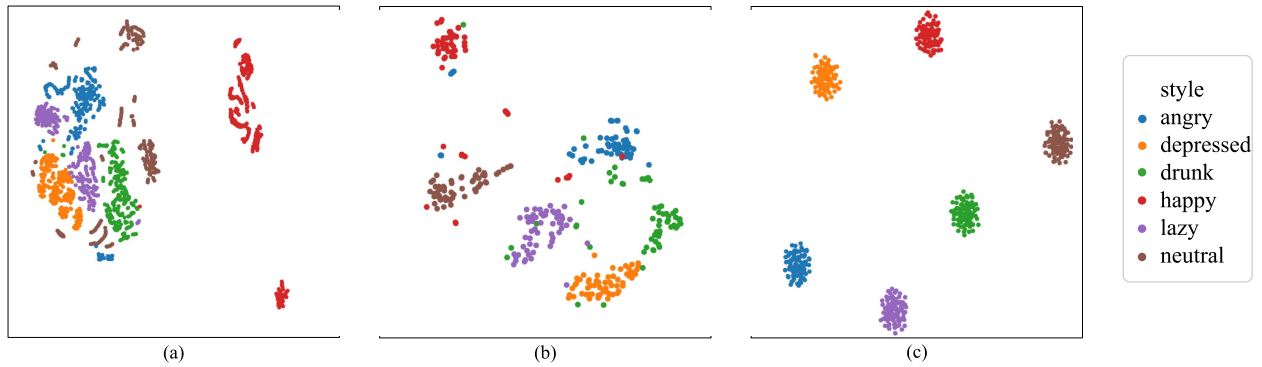 style
angry
depressed
drunk
happy
lazy
neutral
(a)
(b)
(c)